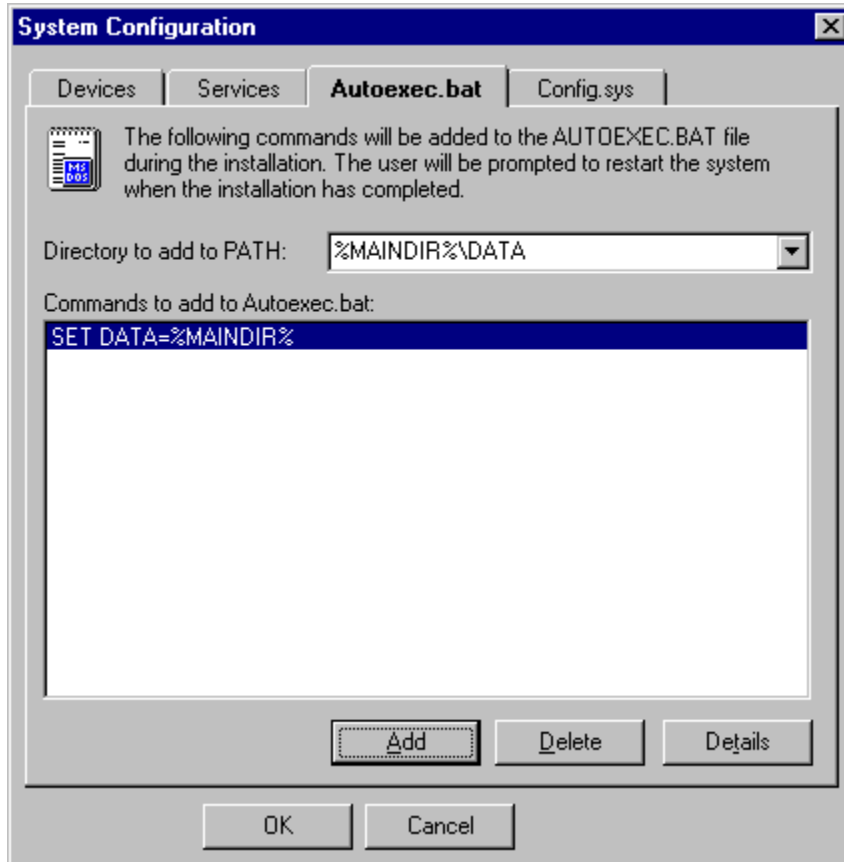 System Configuration
Devices
Services
Autoexec.bat
Config.sys
The following commands will be added to the AUTOEXEC.BAT file
during the installation. The user will be prompted to restart the system
when the installation has completed.
MS
DOS
Directory to add to PATH:
%MAINDIR%\DATA
Commands to add to Autoexec.bat:
SET DATA=%MAINDIR%
Add
Delete
Details
OK
Cancel